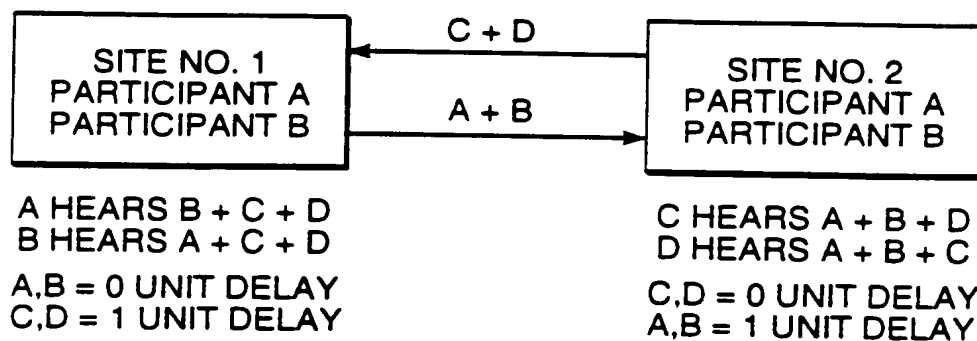 SITE NO. 1
PARTICIPANT A
PARTICIPANT B
C + D
A + B
SITE NO. 2
PARTICIPANT A
PARTICIPANT B
A HEARS B + C + D
B HEARS A + C + D
A,B = 0 UNIT DELAY
C,D = 1 UNIT DELAY
C HEARS A + B + D
D HEARS A + B + C
C,D = 0 UNIT DELAY
A,B = 1 UNIT DELAY